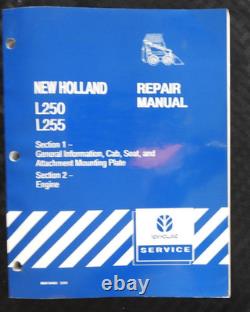 NEW HOLLAND
REPAIR
MANUAL
L250
L255
Section 1 –
General Information, Cab, Seat, and
Attachment Mounting Plate
Section 2 –
Engine
NEW HOLLAND
SERVICE
thecrabbyfarmer.com